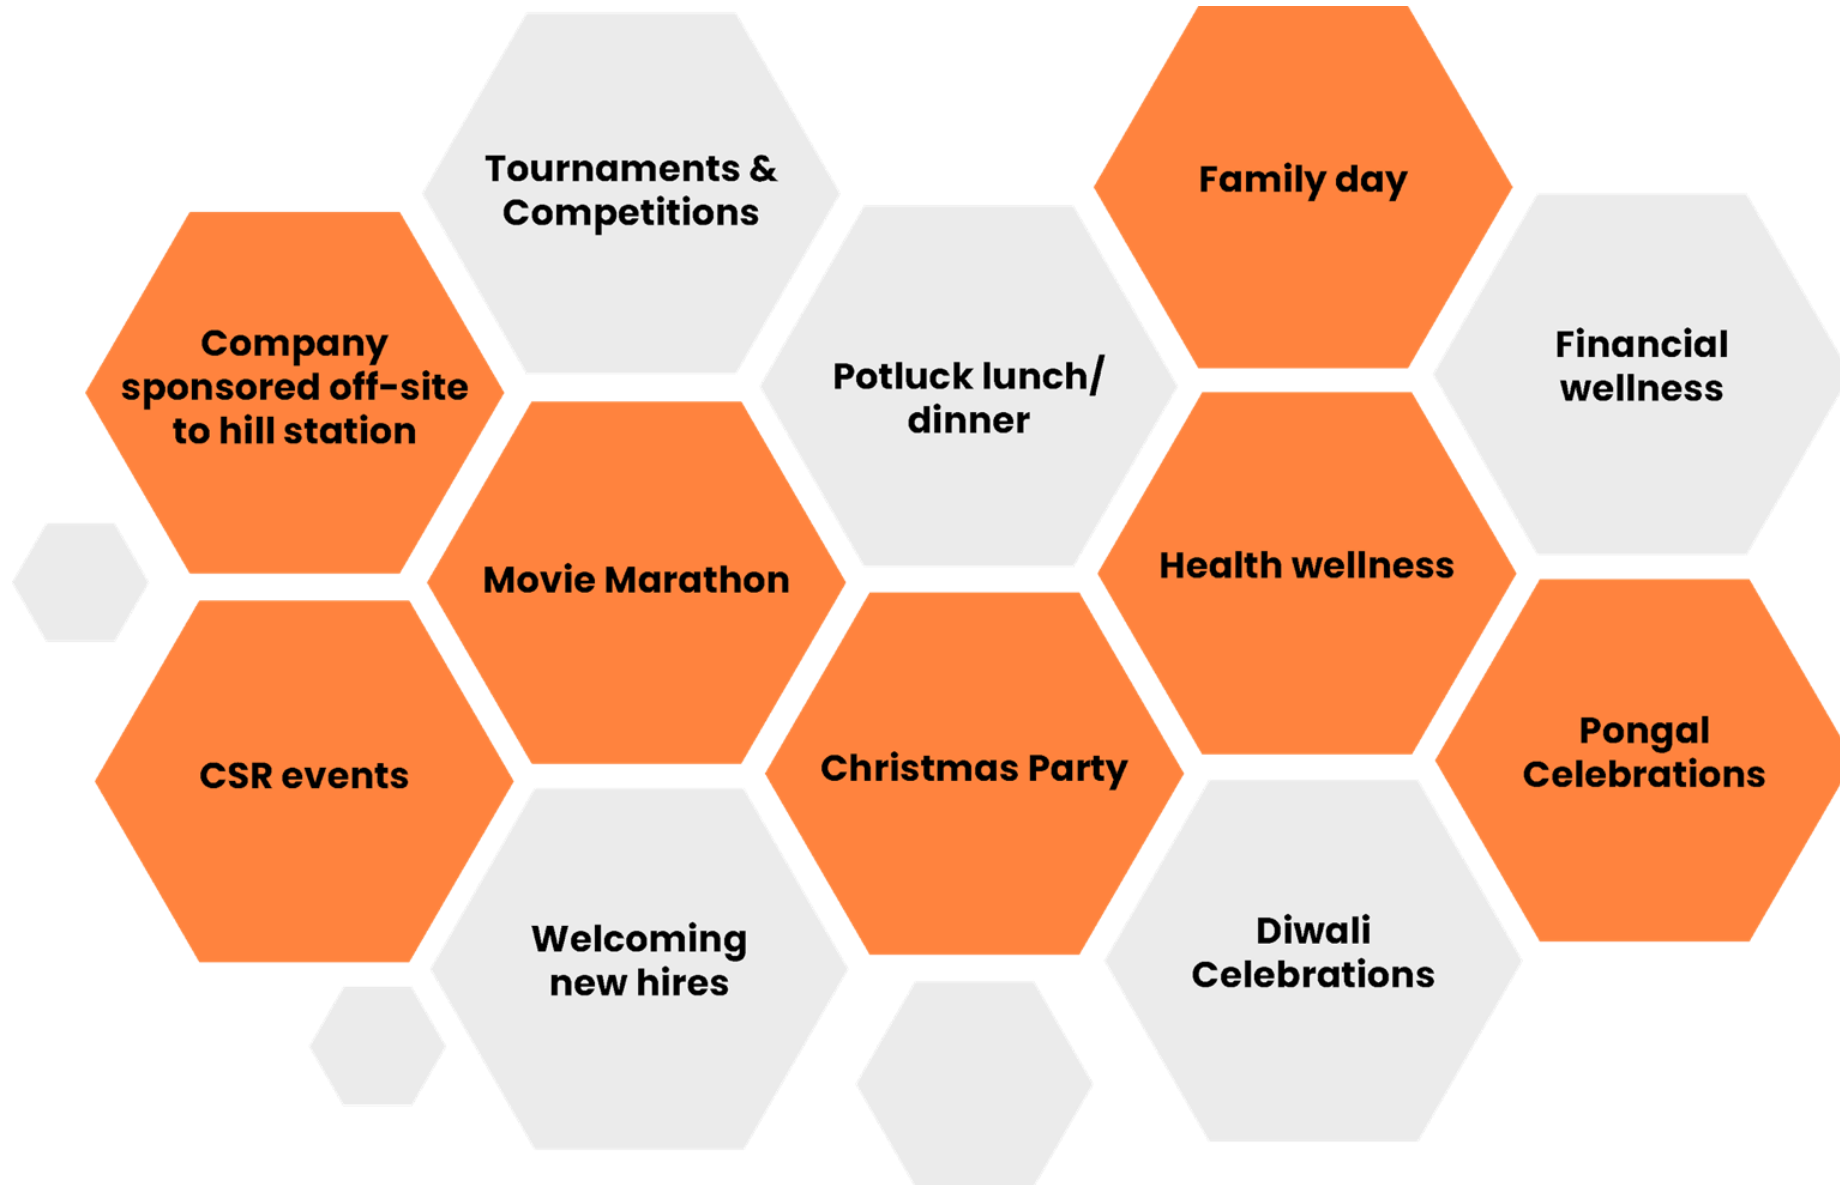 Tournaments &
Competitions
Family day
Company
sponsored off-site
to hill station
Potluck lunch/
dinner
Financial
wellness
Movie Marathon
Health wellness
CSR events
Christmas Party
Pongal
Celebrations
Welcoming
new hires
Diwali
Celebrations